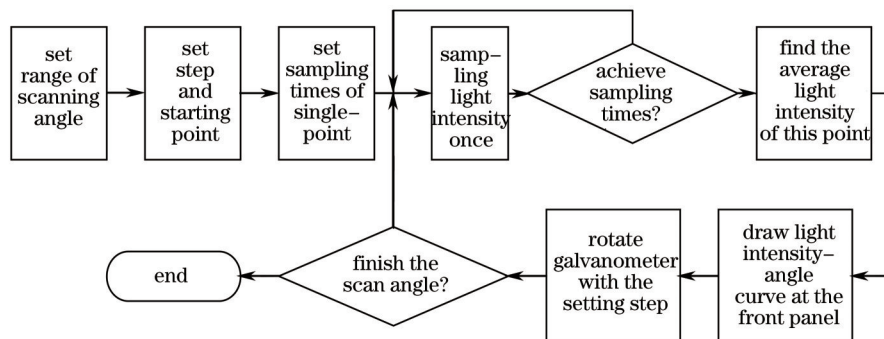 set
range of
scanning
angle
set
step
and
starting
point
set
sampling
times of
single-
point
samp-
ling
light
intensity
once
achieve
sampling
times?
find the
average
light
intensity
of this point
end
finish the
scan angle?
rotate
galvanometer
with the
setting step
draw light
intensity-
angle
curve at the
front panel